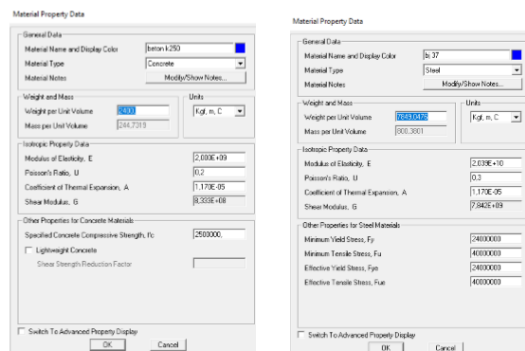 Material Property Data
General Data
Material Name and Display Color beton k250
Material Type Concrete
Material Notes Modify/Show Notes...
Weight and Mass
Units
Weight per Unit Volume 2400, Kgf, m, C
Mass per Unit Volume 244,7319
Isotropic Property Data
Modulus of Elasticity, E 2,000E+09
Poisson's Ratio, U 0,2
Coefficient of Thermal Expansion, A 1,170E-05
Shear Modulus, G 8,333E+08
Other Properties for Concrete Materials
Specified Concrete Compressive Strength, f'c 2500000,
Lightweight Concrete
Shear Strength Reduction Factor
Switch To Advanced Property Display
OK Cancel
Material Property Data
General Data
Material Name and Display Color bj 37
Material Type Steel
Material Notes Modify/Show Notes...
Weight and Mass
Units
Weight per Unit Volume 7849,0476 Kgf, m, C
Mass per Unit Volume 800,3801
Isotropic Property Data
Modulus of Elasticity, E 2,039E+10
Poisson's Ratio, U 0,3
Coefficient of Thermal Expansion, A 1,170E-05
Shear Modulus, G 7,842E+09
Other Properties for Steel Materials
Minimum Yield Stress, Fy 24000000
Minimum Tensile Stress, Fu 40000000
Effective Yield Stress, Fye 24000000
Effective Tensile Stress, Fue 40000000
Switch To Advanced Property Display
OK Cancel